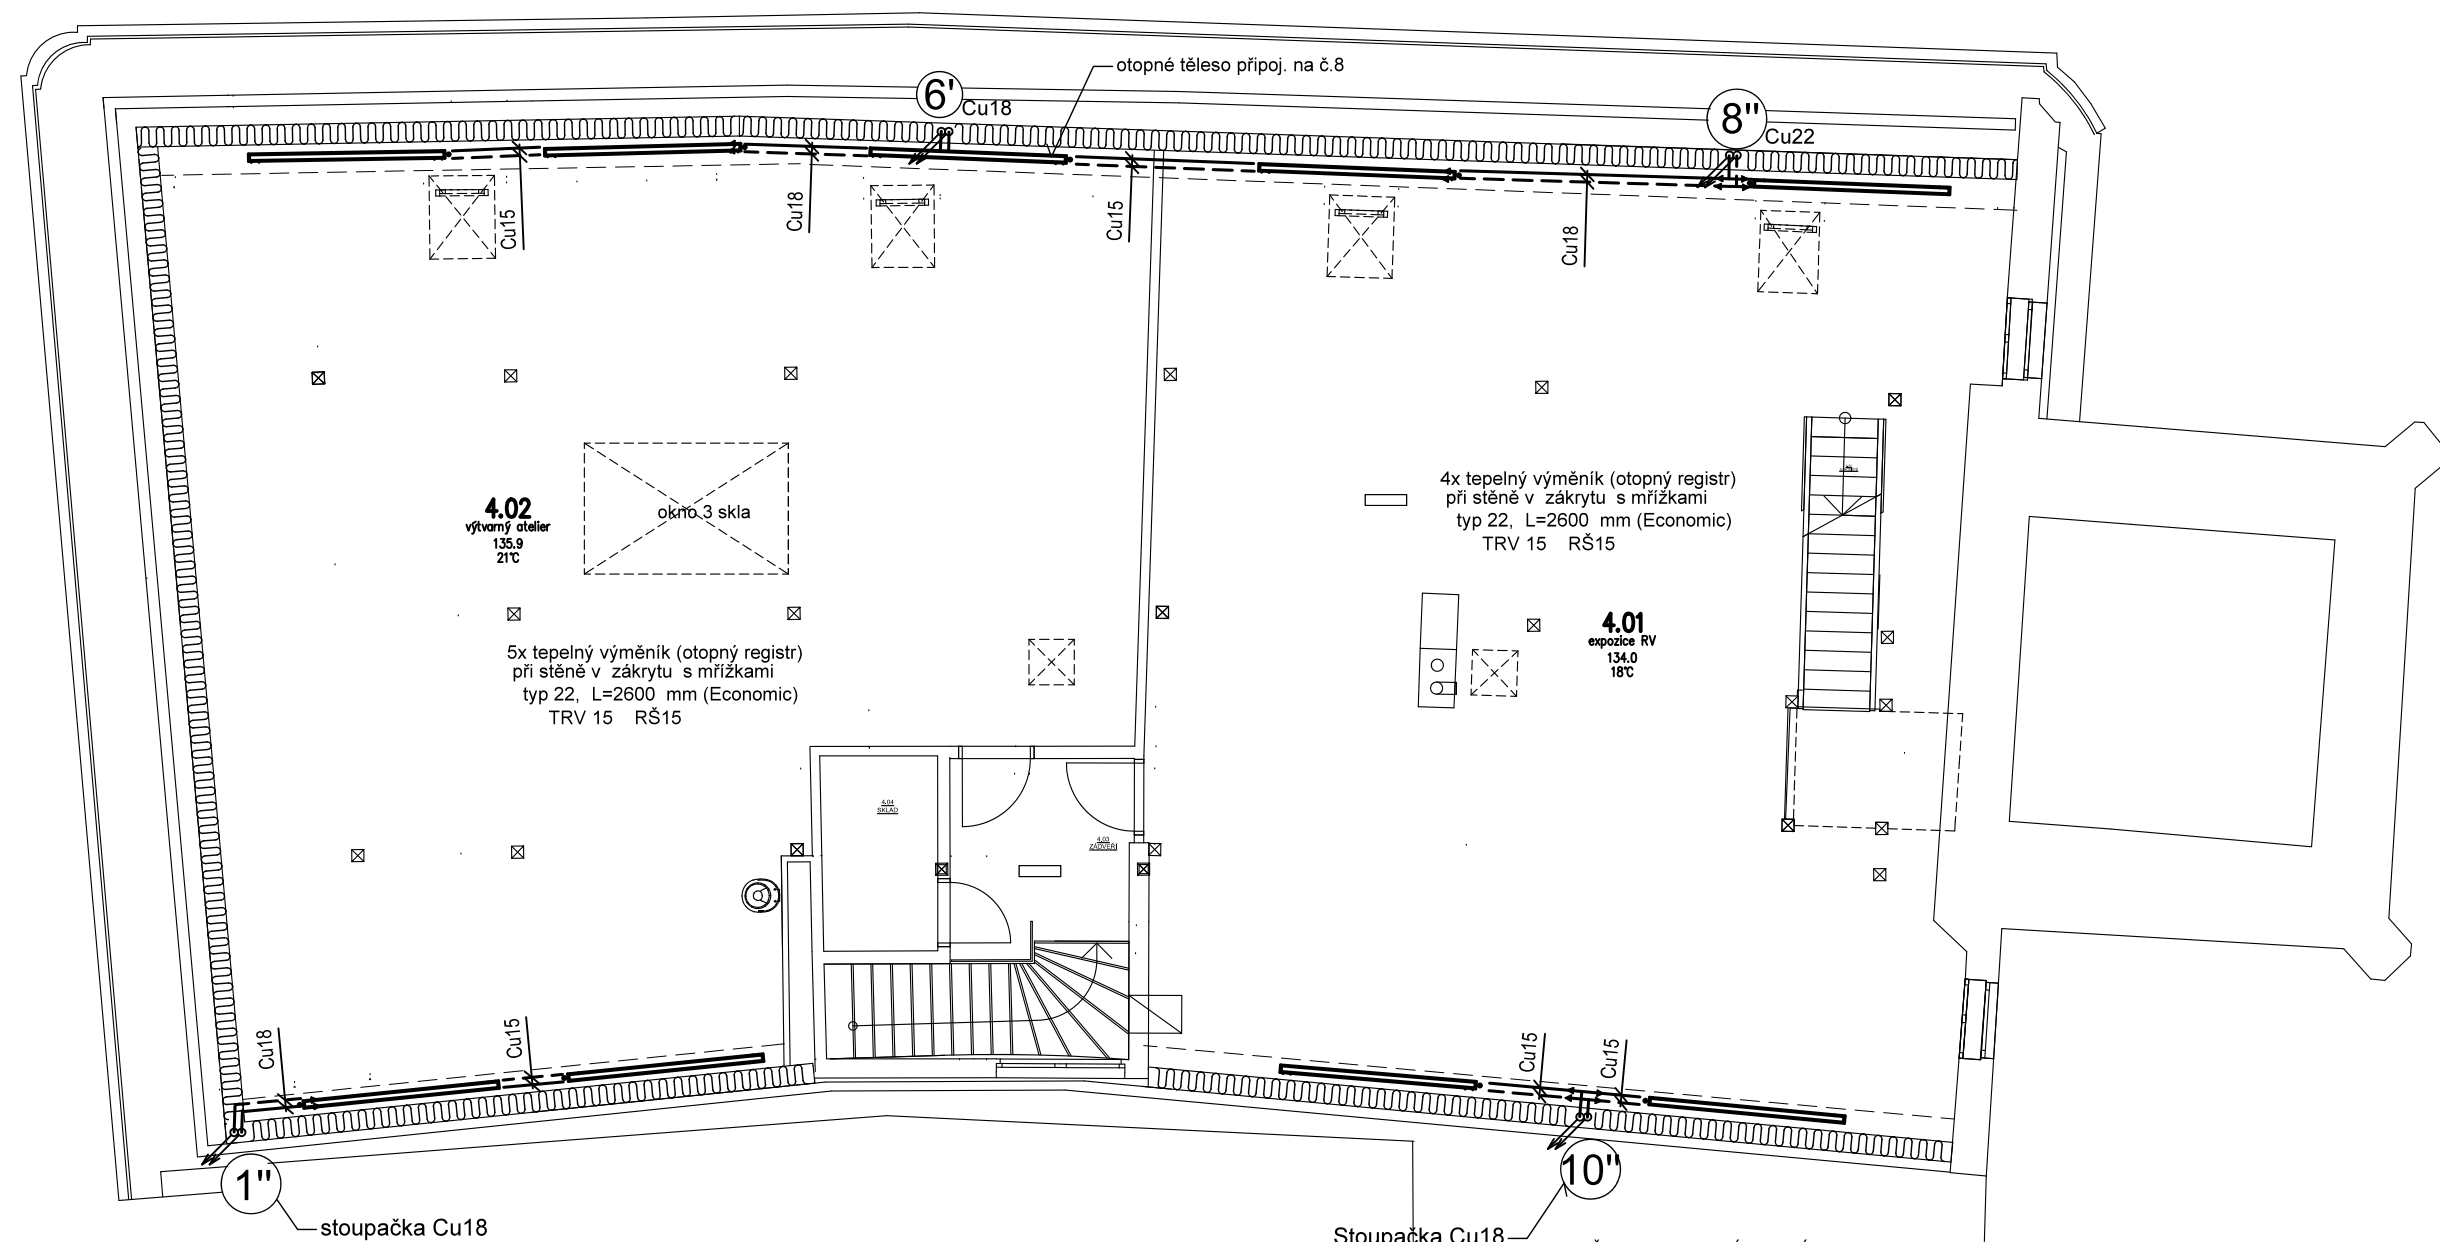 otopné těleso připoj. na č.8
6'
Cu18
8"
Cu22
Cu15
Cu18
Cu15
Cu18
4.02
výtvarný atelier
135.9
21°C
okno 3 skla
4x tepelný výměník (otopný registr)
při stěně v zákrytu s mřížkami
typ 22, L=2600 mm (Economic)
TRV 15 RŠ15
4.01
expozice RV
134.0
18°C
5x tepelný výměník (otopný registr)
při stěně v zákrytu s mřížkami
typ 22, L=2600 mm (Economic)
TRV 15 RŠ15
4.04
SKLAD
4.03
ZÁDVEŘÍ
Cu18
Cu15
Cu15
Cu15
1"
stoupačka Cu18
10"
Stoupačka Cu18